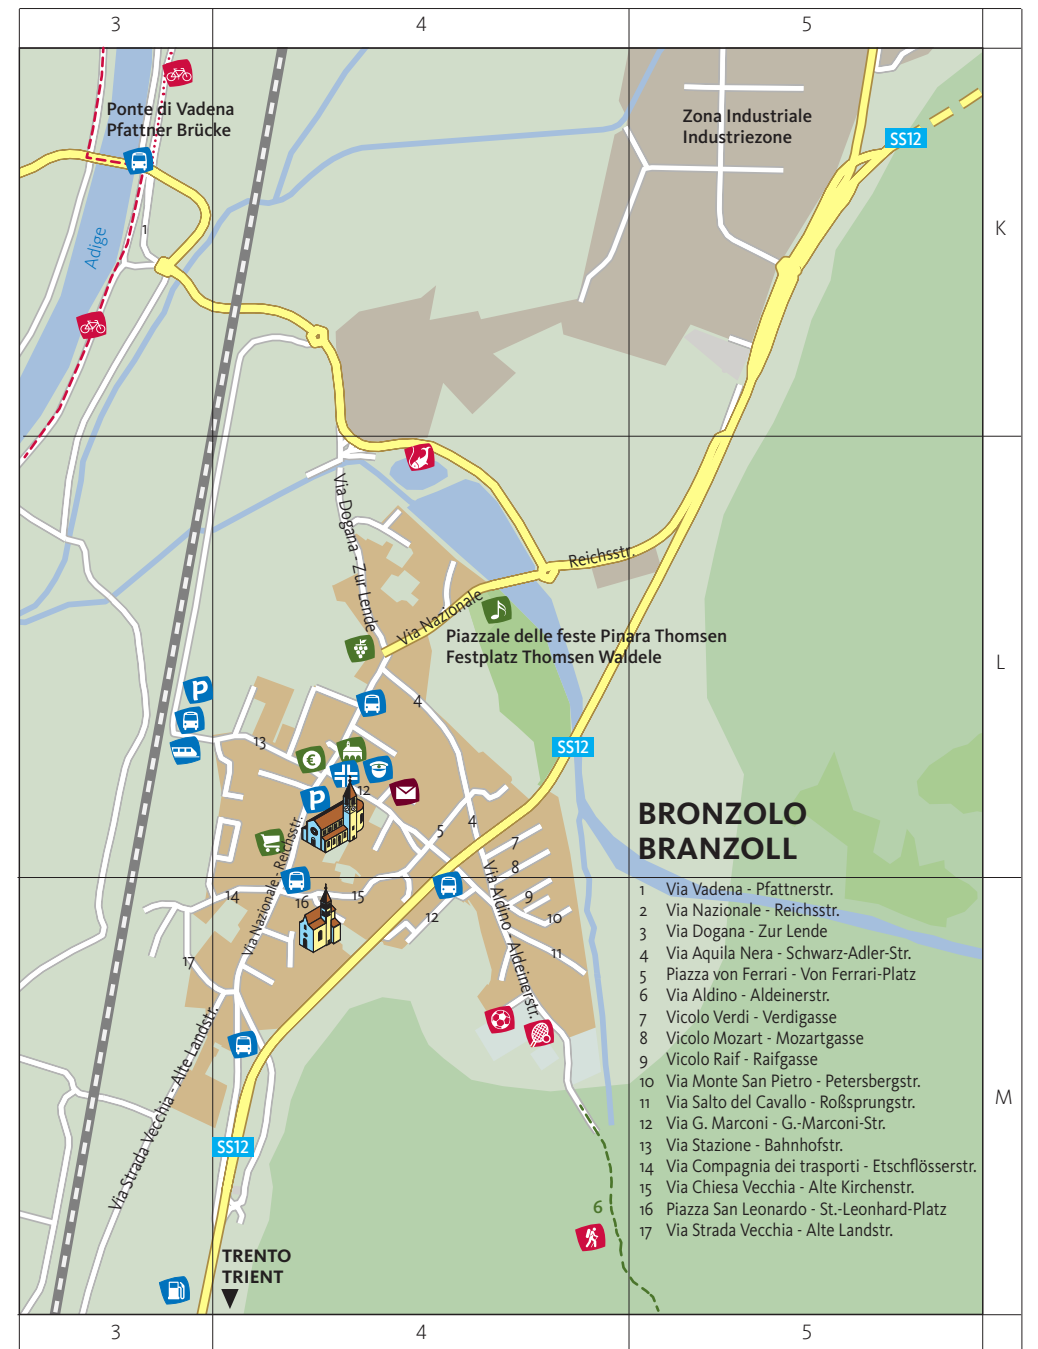 3 4 5
Ponte di Vadena
Pfattner Brücke
Zona Industriale
Industriezone
SS12
K
1
Adige
Via Dogana - Zur Lende
Reichsstr.
Via Nazionale
Piazzale delle feste Pinara Thomsen
Festplatz Thomsen Waldele
L
P
4
13
SS12
€
12
P
4
5
7
8
BRONZOLO
BRANZOLL
Via Nazionale - Reichsstr.
Via Aldino - Aldeinerstr.
14
16
15
12
9
10
11
17
1 Via Vadena - Pfattnerstr.
2 Via Nazionale - Reichsstr.
3 Via Dogana - Zur Lende
4 Via Aquila Nera - Schwarz-Adler-Str.
5 Piazza von Ferrari - Von Ferrari-Platz
6 Via Aldino - Aldeinerstr.
7 Vicolo Verdi - Verdigasse
8 Vicolo Mozart - Mozartgasse
9 Vicolo Raif - Raifgasse
10 Via Monte San Pietro - Petersbergstr.
11 Via Salto del Cavallo - Roßsprungstr.
12 Via G. Marconi - G.-Marconi-Str.
13 Via Stazione - Bahnhofstr.
14 Via Compagnia dei trasporti - Etschflösserstr.
15 Via Chiesa Vecchia - Alte Kirchenstr.
16 Piazza San Leonardo - St.-Leonhard-Platz
17 Via Strada Vecchia - Alte Landstr.
M
Via Strada Vecchia - Alte Landstr.
SS12
6
TRENTO
TRIENT
3 4 5